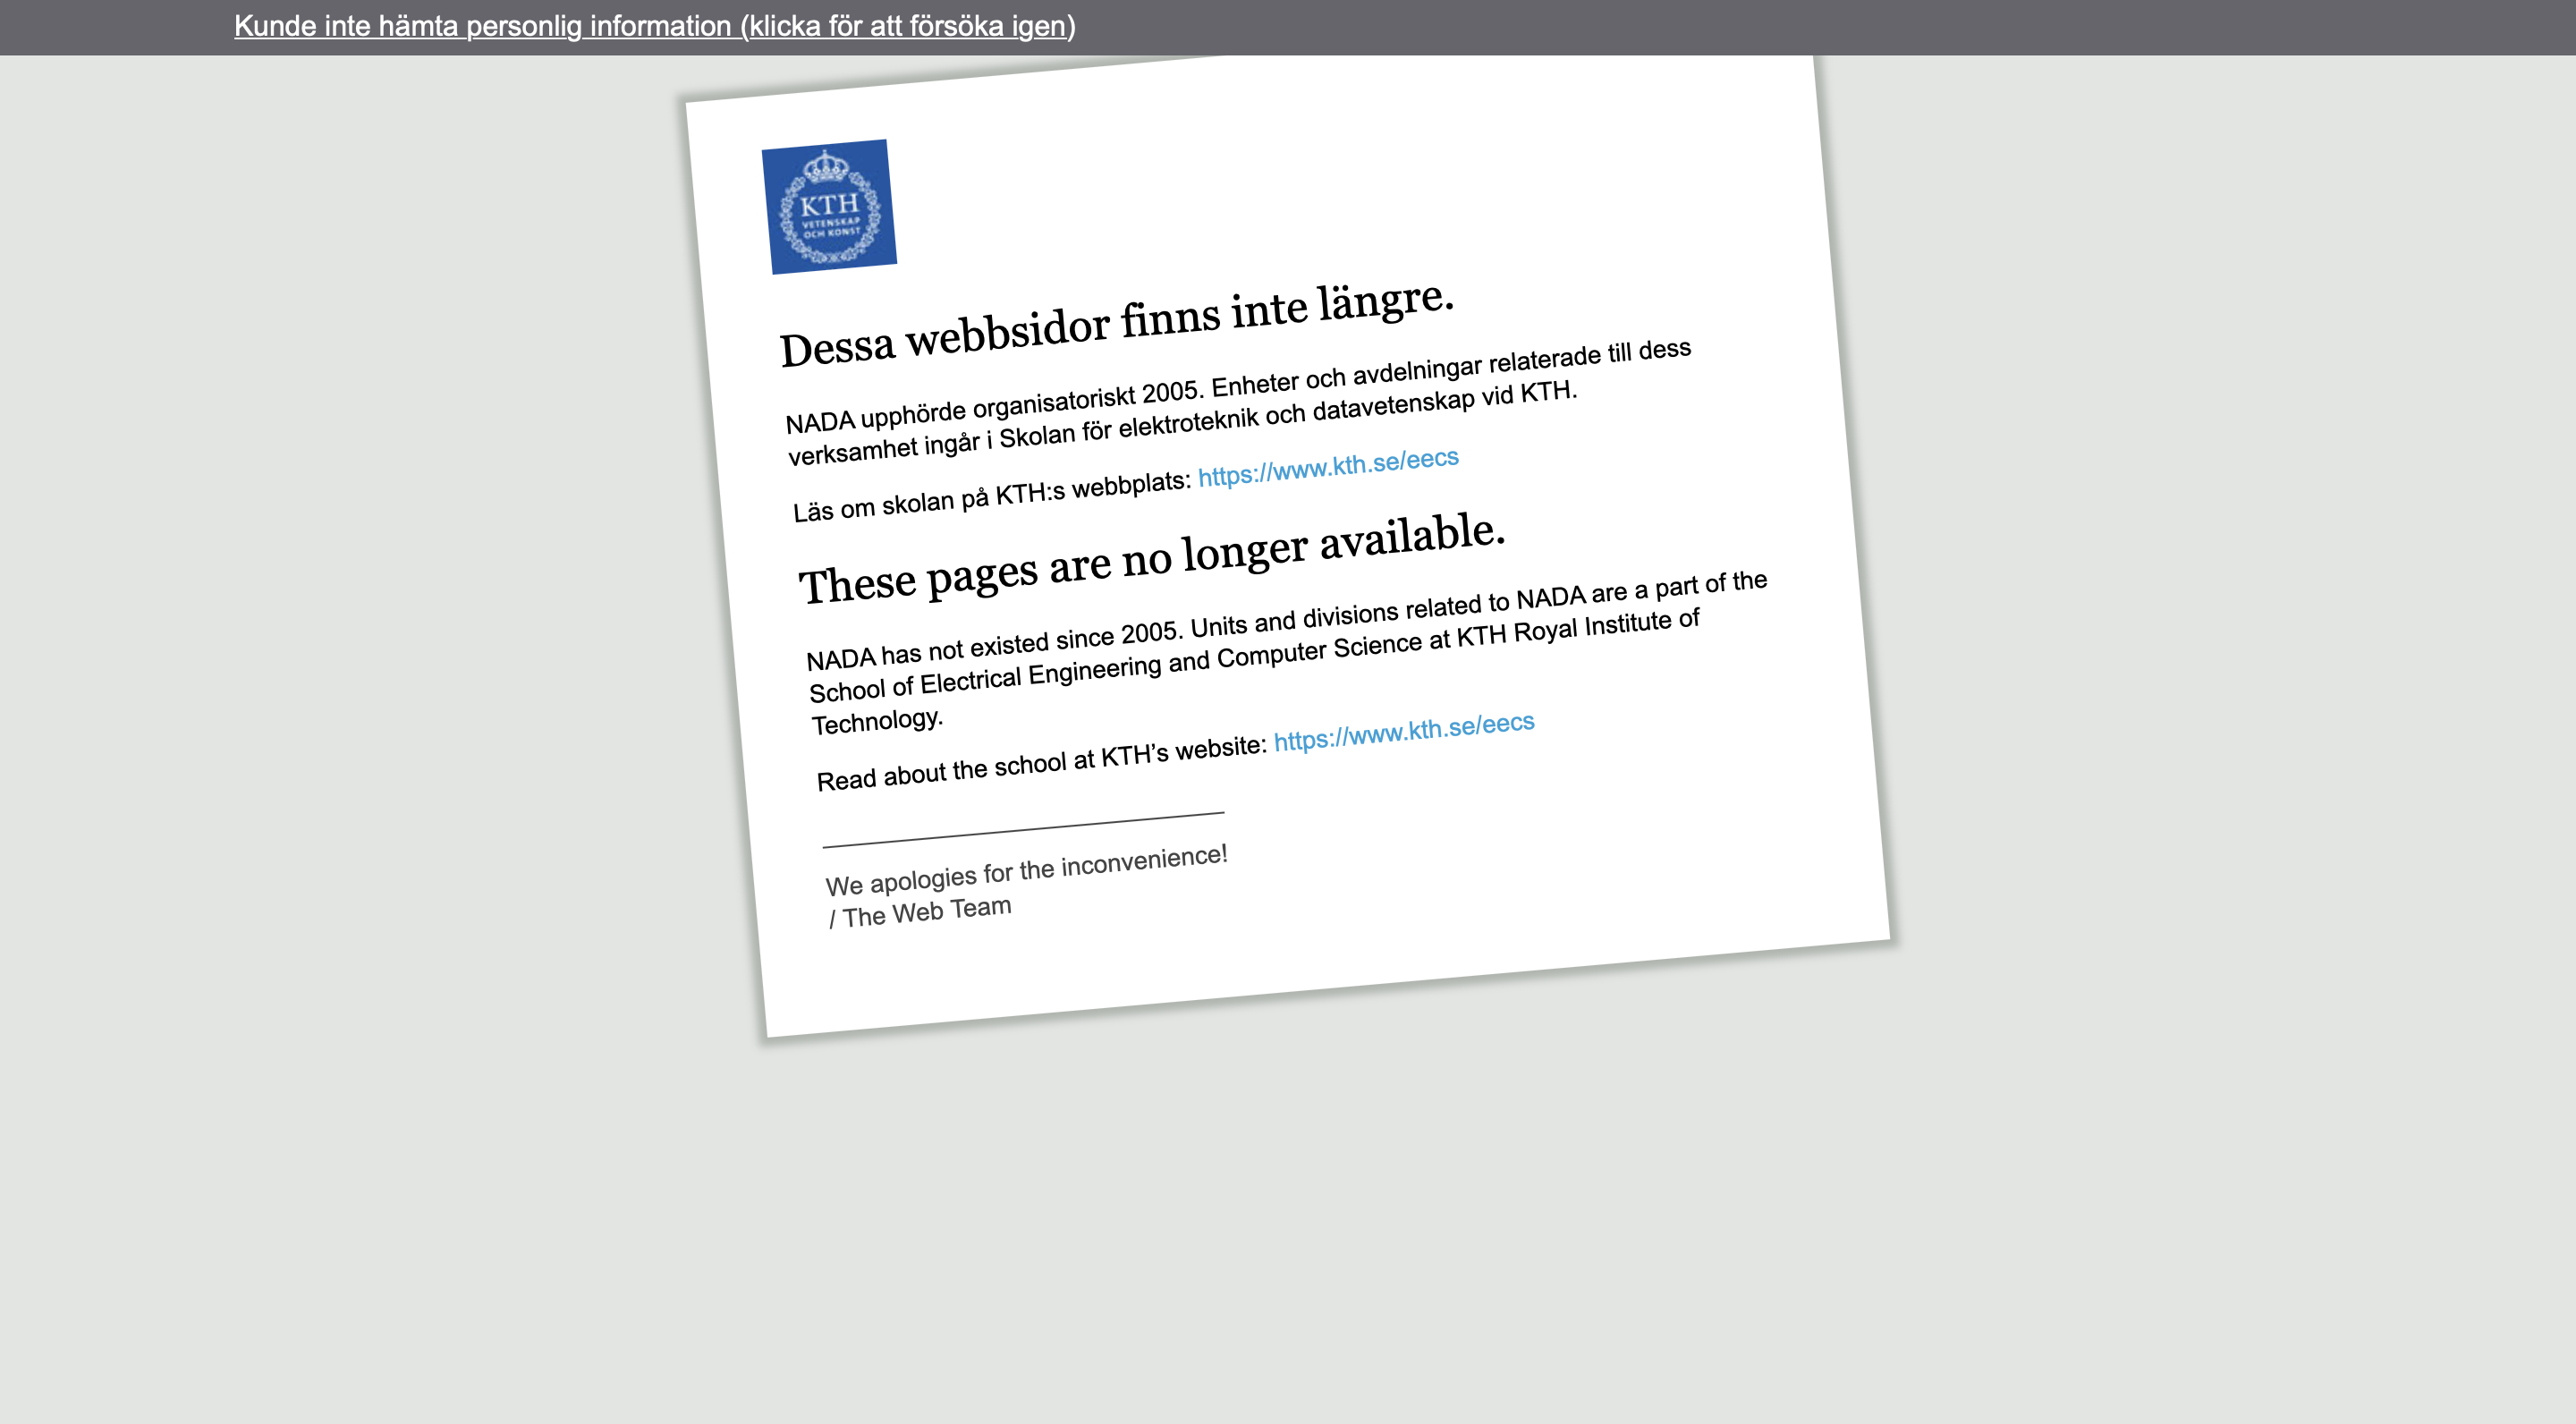 Kunde inte hämta personlig information (klicka för att försöka igen)
KTH
VETENSKAP
OCH KONST
Dessa webbsidor finns inte längre.
NADA upphörde organisatoriskt 2005. Enheter och avdelningar relaterade till dess
verksamhet ingår i Skolan för elektroteknik och datavetenskap vid KTH.
Läs om skolan på KTH:s webbplats: https://www.kth.se/eecs
These pages are no longer available.
NADA has not existed since 2005. Units and divisions related to NADA are a part of the
School of Electrical Engineering and Computer Science at KTH Royal Institute of
Technology.
Read about the school at KTH’s website: https://www.kth.se/eecs
We apologies for the inconvenience!
/ The Web Team